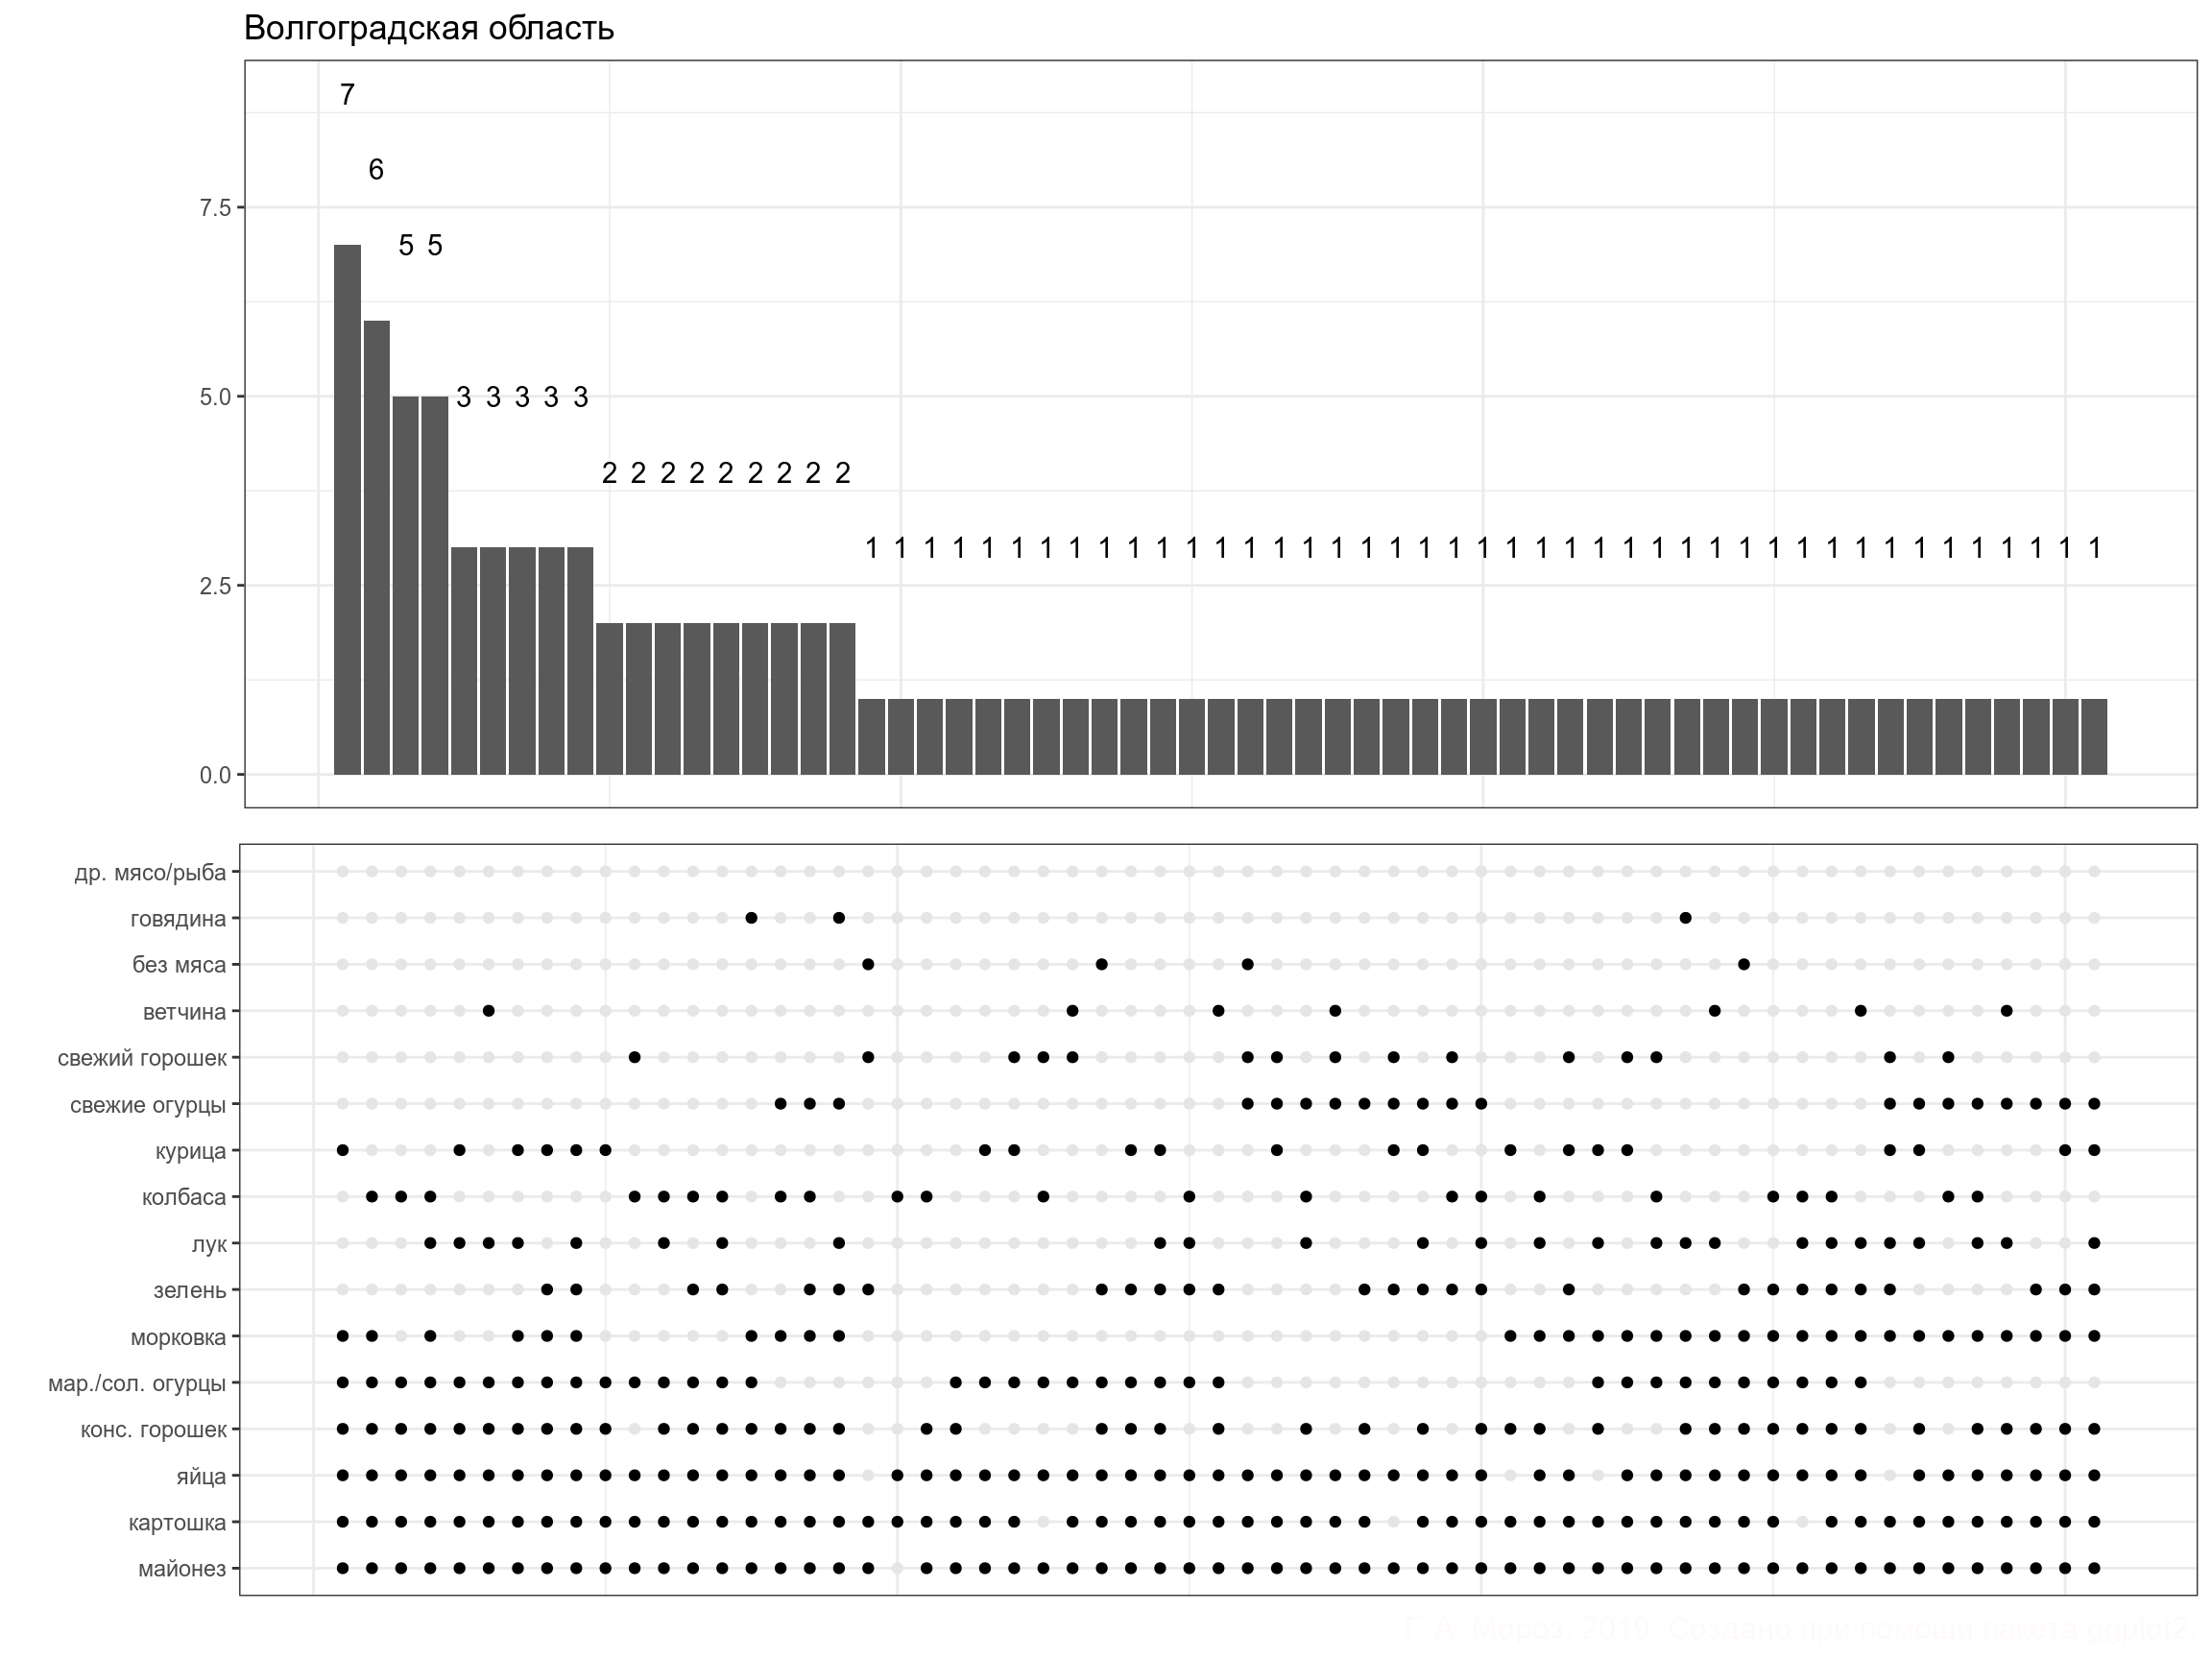 Волгоградская область
7
6
5 5
3 3 3 3 3
2 2 2 2 2 2 2 2 2
1 1 1 1 1 1 1 1 1 1 1 1 1 1 1 1 1 1 1 1 1 1 1 1 1 1 1 1 1 1 1 1 1 1 1 1 1 1 1 1 1 1 1
7.5
5.0
2.5
0.0
др. мясо/рыба
говядина
без мяса
ветчина
свежий горошек
свежие огурцы
курица
колбаса
лук
зелень
морковка
мар./сол. огурцы
конс. горошек
яйца
картошка
майонез
Г. А. Мороз, 2019. Создано при помощи пакета ggplot2.